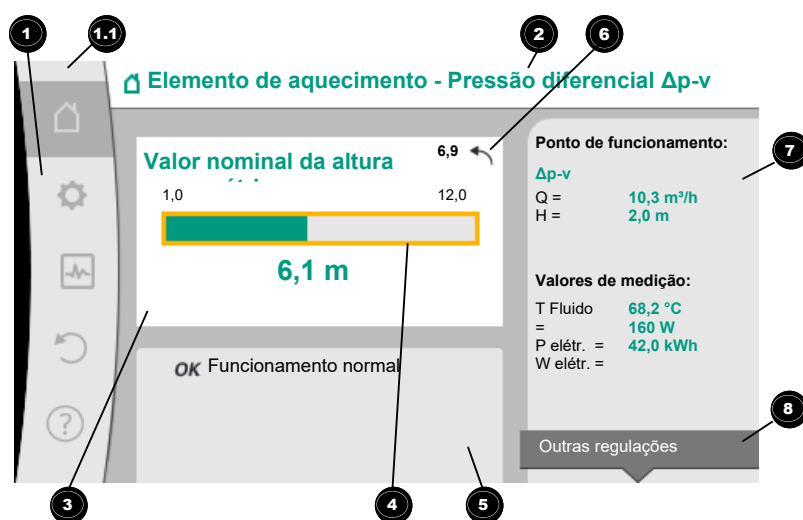 1
1.1
2
6
Elemento de aquecimento - Pressão diferencial Δp-v
Valor nominal da altura
6,9
1,0
12,0
6,1 m
OK Funcionamento normal
Ponto de funcionamento:
Δp-v
Q = 10,3 m³/h
H = 2,0 m
7
Valores de medição:
T Fluido 68,2 °C
= 160 W
P elétr. = 42,0 kWh
W elétr. =
8
Outras regulações
?
3
4
5